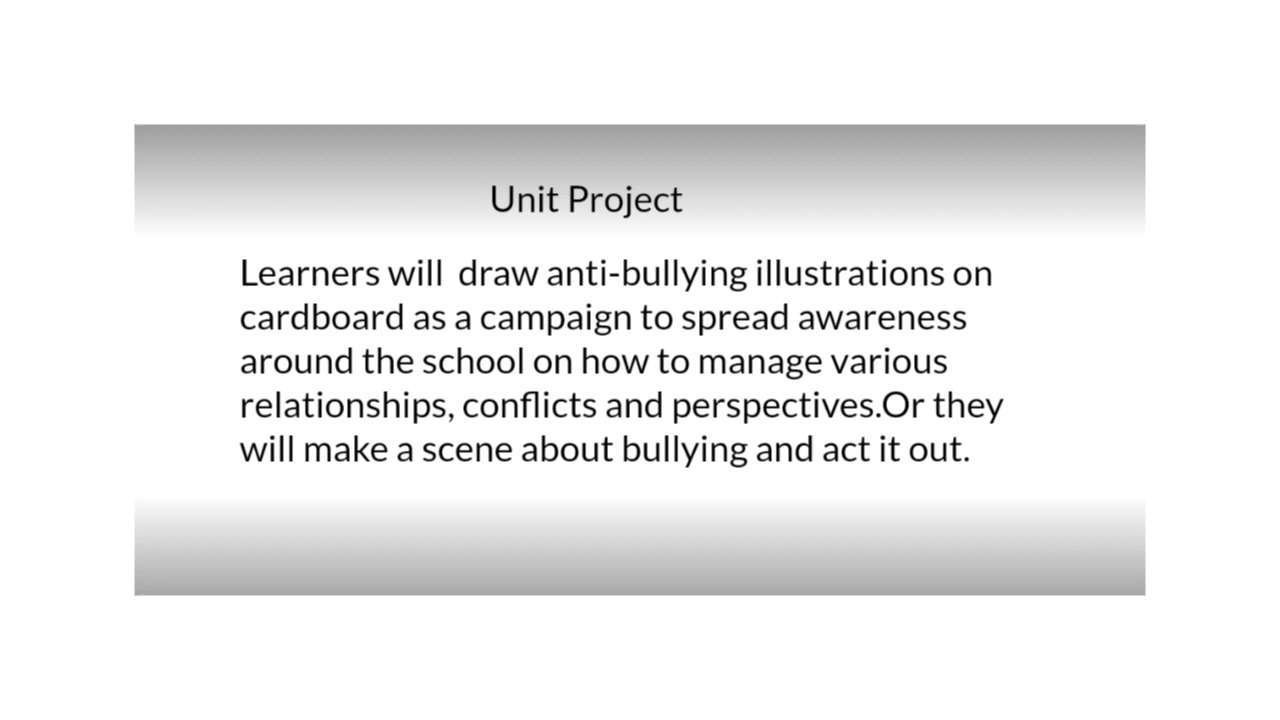 Unit Project
Learners will  draw anti-bullying illustrations on
cardboard as a campaign to spread awareness
around the school on how to manage various
relationships, conflicts and perspectives.Or they
will make a scene about bullying and act it out.